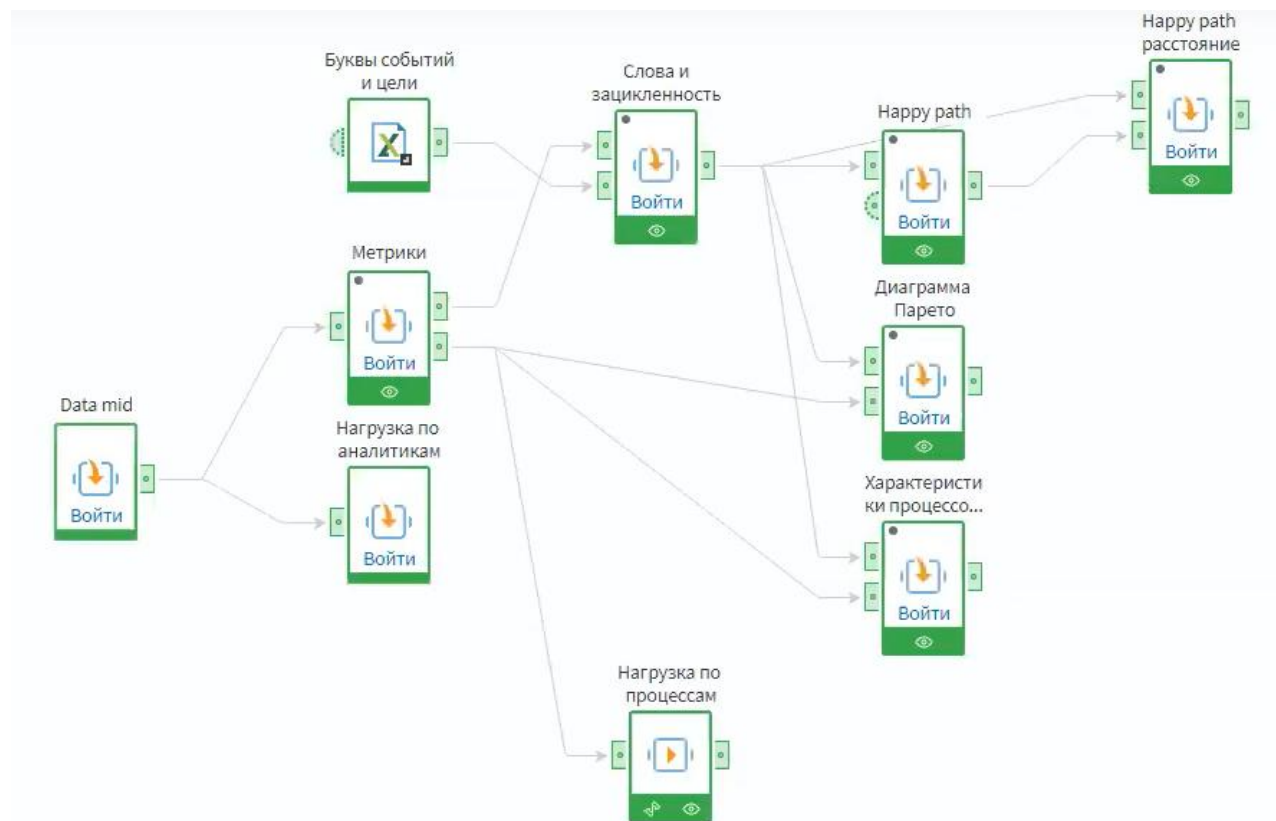 Happy path
расстояние
Войти
Буквы событий
и цели
Слова и
зацикленность
Войти
Happy path
Войти
Метрики
Войти
Диаграмма
Парето
Войти
Data mid
Войти
Нагрузка по
аналитикам
Войти
Характеристи
ки процессо...
Войти
Нагрузка по
процессам